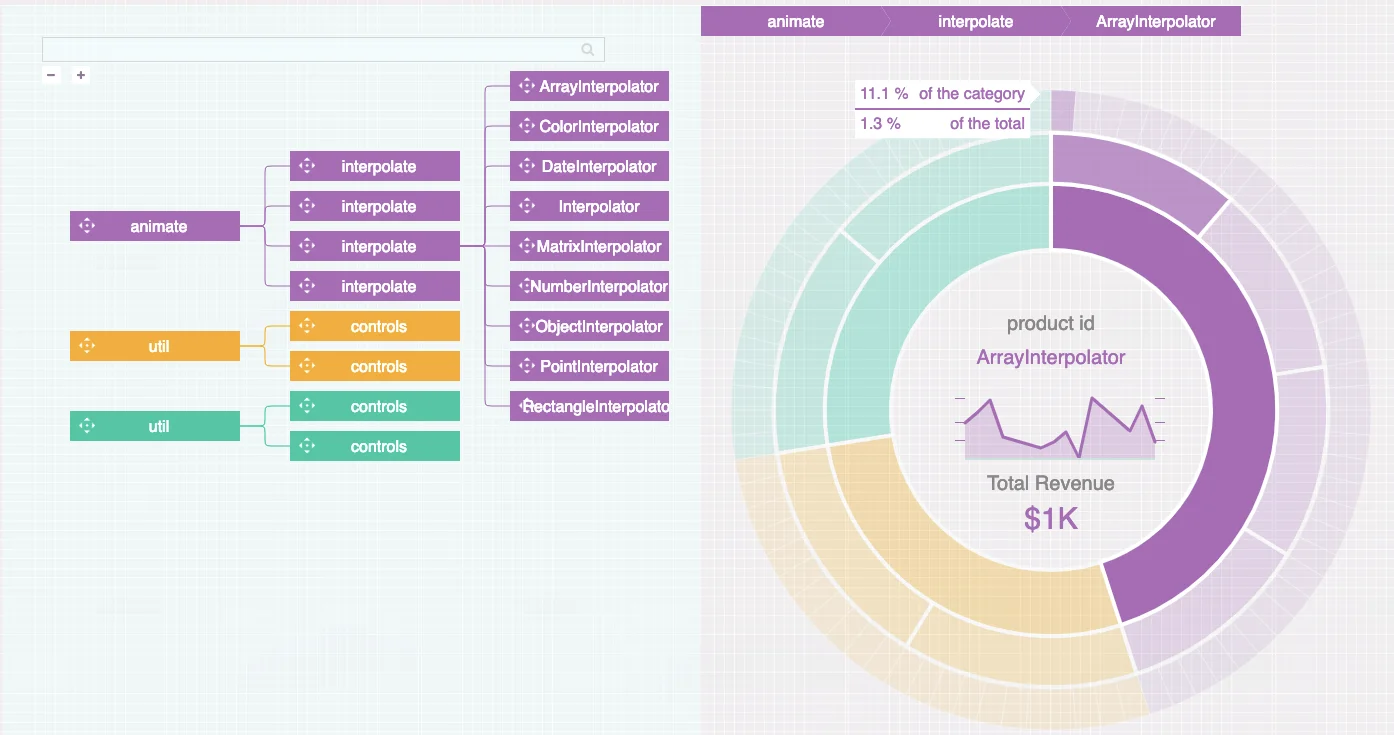 animate
interpolate
ArrayInterpolator
−
+
ArrayInterpolator
ColorInterpolator
interpolate
DateInterpolator
interpolate
Interpolator
animate
interpolate
MatrixInterpolator
interpolate
NumberInterpolator
controls
ObjectInterpolator
util
controls
PointInterpolator
controls
RectangleInterpolato
util
controls
11.1 % of the category
1.3 % of the total
product id
ArrayInterpolator
Total Revenue
$1K